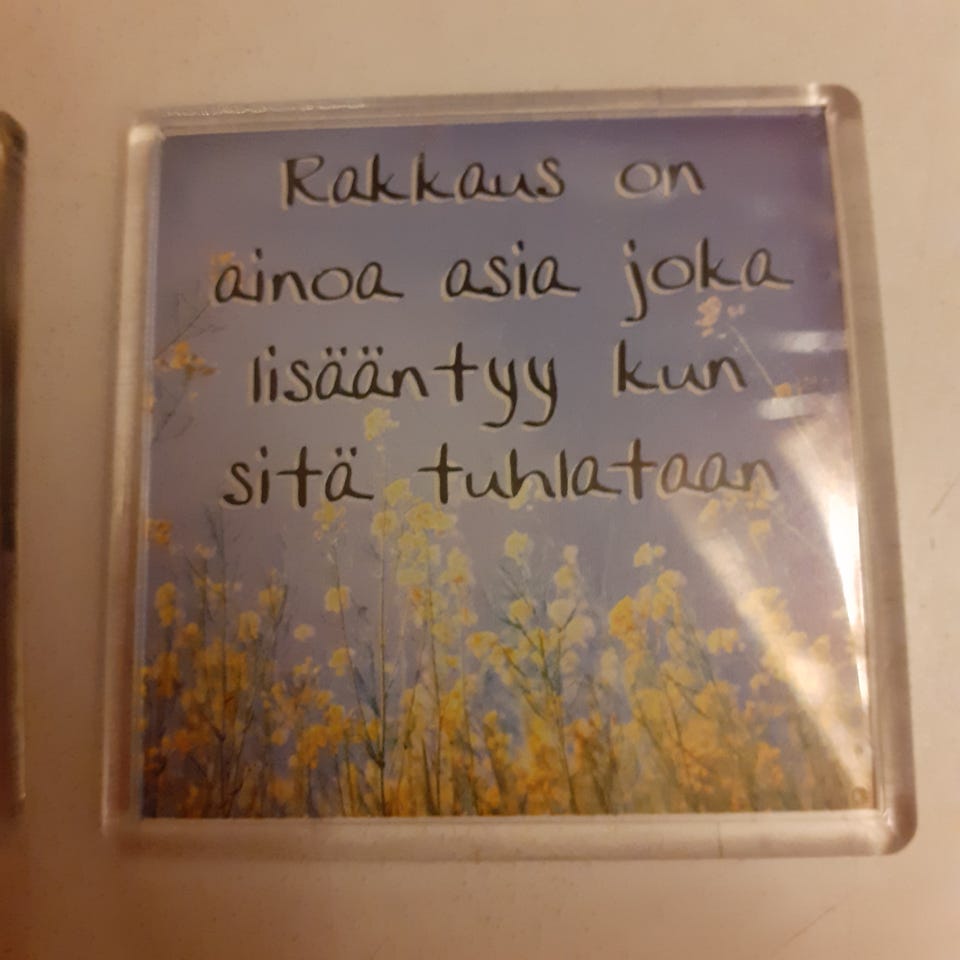 Rakkaus on
ainoa asia joka
lisääntyy kun
sitä tuhlataan